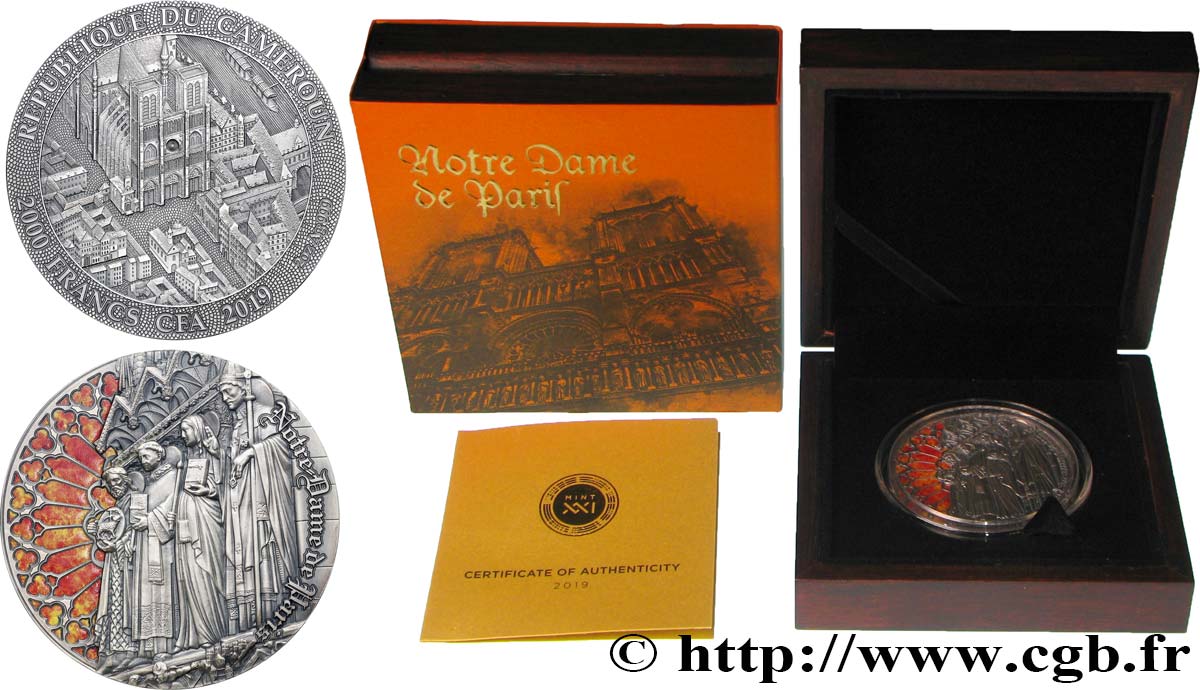 RÉPUBLIQUE DU CAMEROUN
2000 FRANCS CFA 2019
Notre Dame de Paris
Notre Dame
de Pariſ
MINT
XXI
CERTIFICATE OF AUTHENTICITY
2019
© http://www.cgb.fr